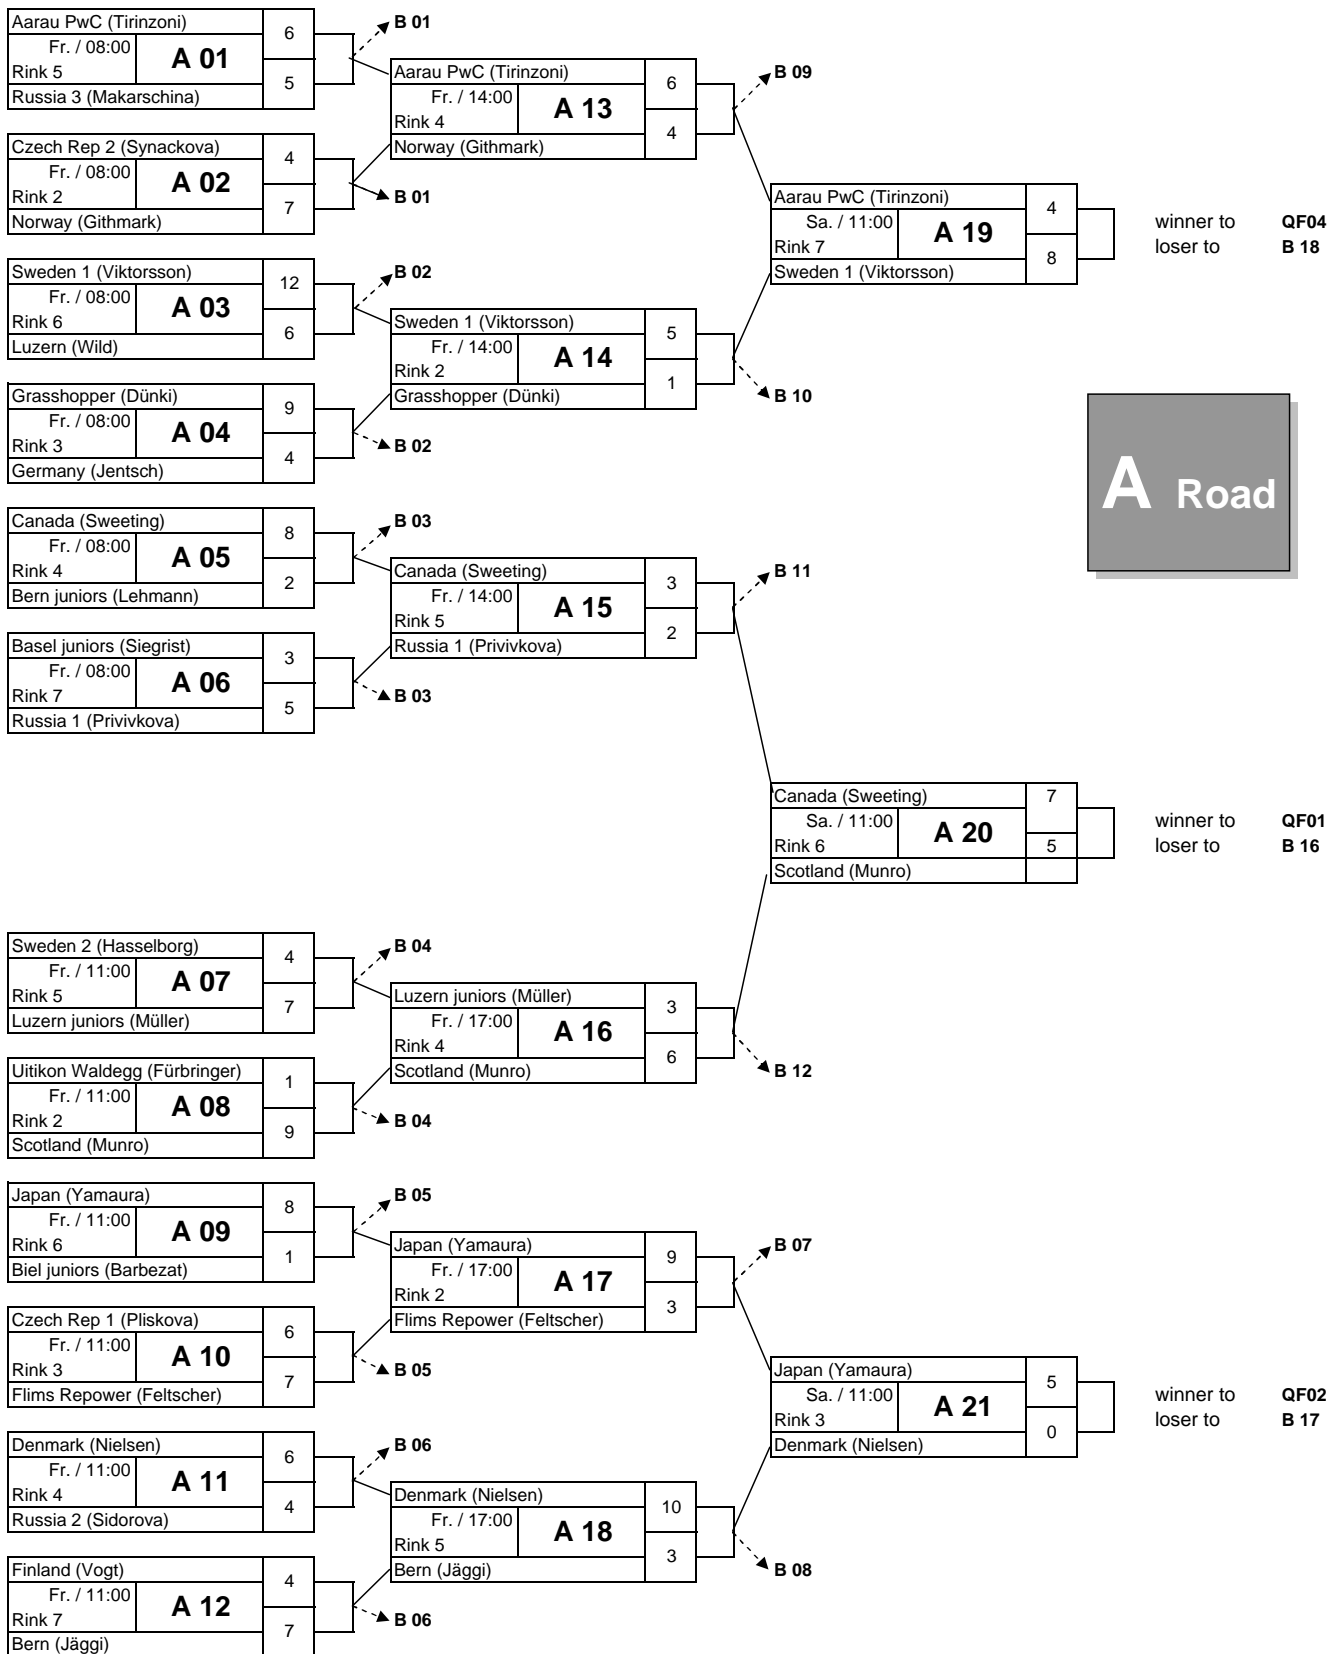 Aarau PwC (Tirinzoni) 6
Fr. / 08:00
Rink 5
A 01
5
Russia 3 (Makarschina)
B 01
Czech Rep 2 (Synackova) 4
Fr. / 08:00
Rink 2
A 02
7
Norway (Githmark)
B 01
Sweden 1 (Viktorsson) 12
Fr. / 08:00
Rink 6
A 03
6
Luzern (Wild)
B 02
Grasshopper (Dünki) 9
Fr. / 08:00
Rink 3
A 04
4
Germany (Jentsch)
B 02
Canada (Sweeting) 8
Fr. / 08:00
Rink 4
A 05
2
Bern juniors (Lehmann)
B 03
Basel juniors (Siegrist) 3
Fr. / 08:00
Rink 7
A 06
5
Russia 1 (Privivkova)
B 03
Sweden 2 (Hasselborg) 4
Fr. / 11:00
Rink 5
A 07
7
Luzern juniors (Müller)
B 04
Uitikon Waldegg (Fürbringer) 1
Fr. / 11:00
Rink 2
A 08
9
Scotland (Munro)
B 04
Japan (Yamaura) 8
Fr. / 11:00
Rink 6
A 09
1
Biel juniors (Barbezat)
B 05
Czech Rep 1 (Pliskova) 6
Fr. / 11:00
Rink 3
A 10
7
Flims Repower (Feltscher)
B 05
Denmark (Nielsen) 6
Fr. / 11:00
Rink 4
A 11
4
Russia 2 (Sidorova)
B 06
Finland (Vogt) 4
Fr. / 11:00
Rink 7
A 12
7
Bern (Jäggi)
B 06
Aarau PwC (Tirinzoni) 6
Fr. / 14:00
Rink 4
A 13
4
Norway (Githmark)
B 09
Sweden 1 (Viktorsson) 5
Fr. / 14:00
Rink 2
A 14
1
Grasshopper (Dünki)
B 10
Canada (Sweeting) 3
Fr. / 14:00
Rink 5
A 15
2
Russia 1 (Privivkova)
B 11
Luzern juniors (Müller) 3
Fr. / 17:00
Rink 4
A 16
6
Scotland (Munro)
B 12
Japan (Yamaura) 9
Fr. / 17:00
Rink 2
A 17
3
Flims Repower (Feltscher)
B 07
Denmark (Nielsen) 10
Fr. / 17:00
Rink 5
A 18
3
Bern (Jäggi)
B 08
Aarau PwC (Tirinzoni) 4
Sa. / 11:00
Rink 7
A 19
8
Sweden 1 (Viktorsson)
winner to QF04
loser to B 18
A Road
Canada (Sweeting) 7
Sa. / 11:00
Rink 6
A 20
5
Scotland (Munro)
winner to QF01
loser to B 16
Japan (Yamaura) 5
Sa. / 11:00
Rink 3
A 21
0
Denmark (Nielsen)
winner to QF02
loser to B 17